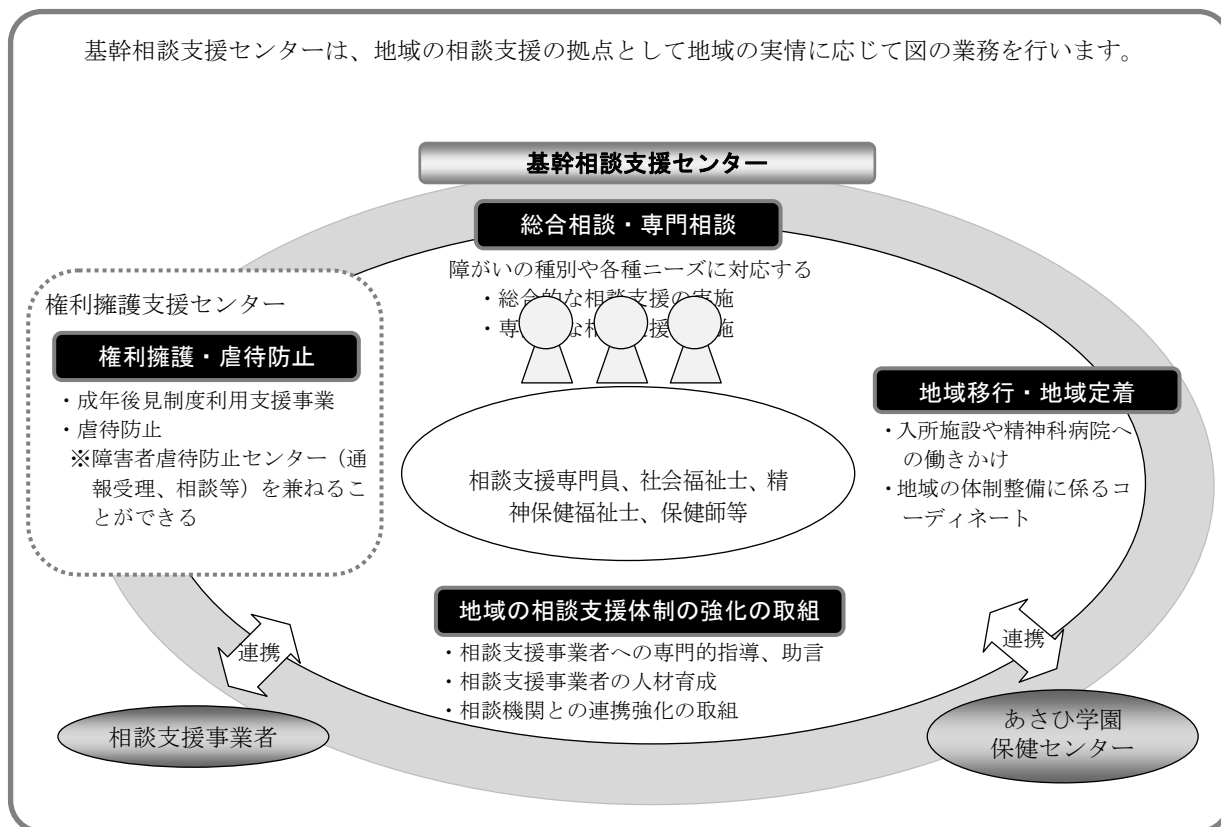 基幹相談支援センターは、地域の相談支援の拠点として地域の実情に応じて図の業務を行います。
基幹相談支援センター
総合相談・専門相談
障がいの種別や各種ニーズに対応する
・総合的な相談支援の実施
・専 な相 援 施
権利擁護支援センター
権利擁護・虐待防止
・成年後見制度利用支援事業
・虐待防止
※障害者虐待防止センター（通
報受理、相談等）を兼ねるこ
とができる
地域移行・地域定着
・入所施設や精神科病院へ
の働きかけ
・地域の体制整備に係るコ
ーディネート
相談支援専門員、社会福祉士、精
神保健福祉士、保健師等
地域の相談支援体制の強化の取組
・相談支援事業者への専門的指導、助言
・相談支援事業者の人材育成
・相談機関との連携強化の取組
連携
連携
相談支援事業者
あさひ学園
保健センター